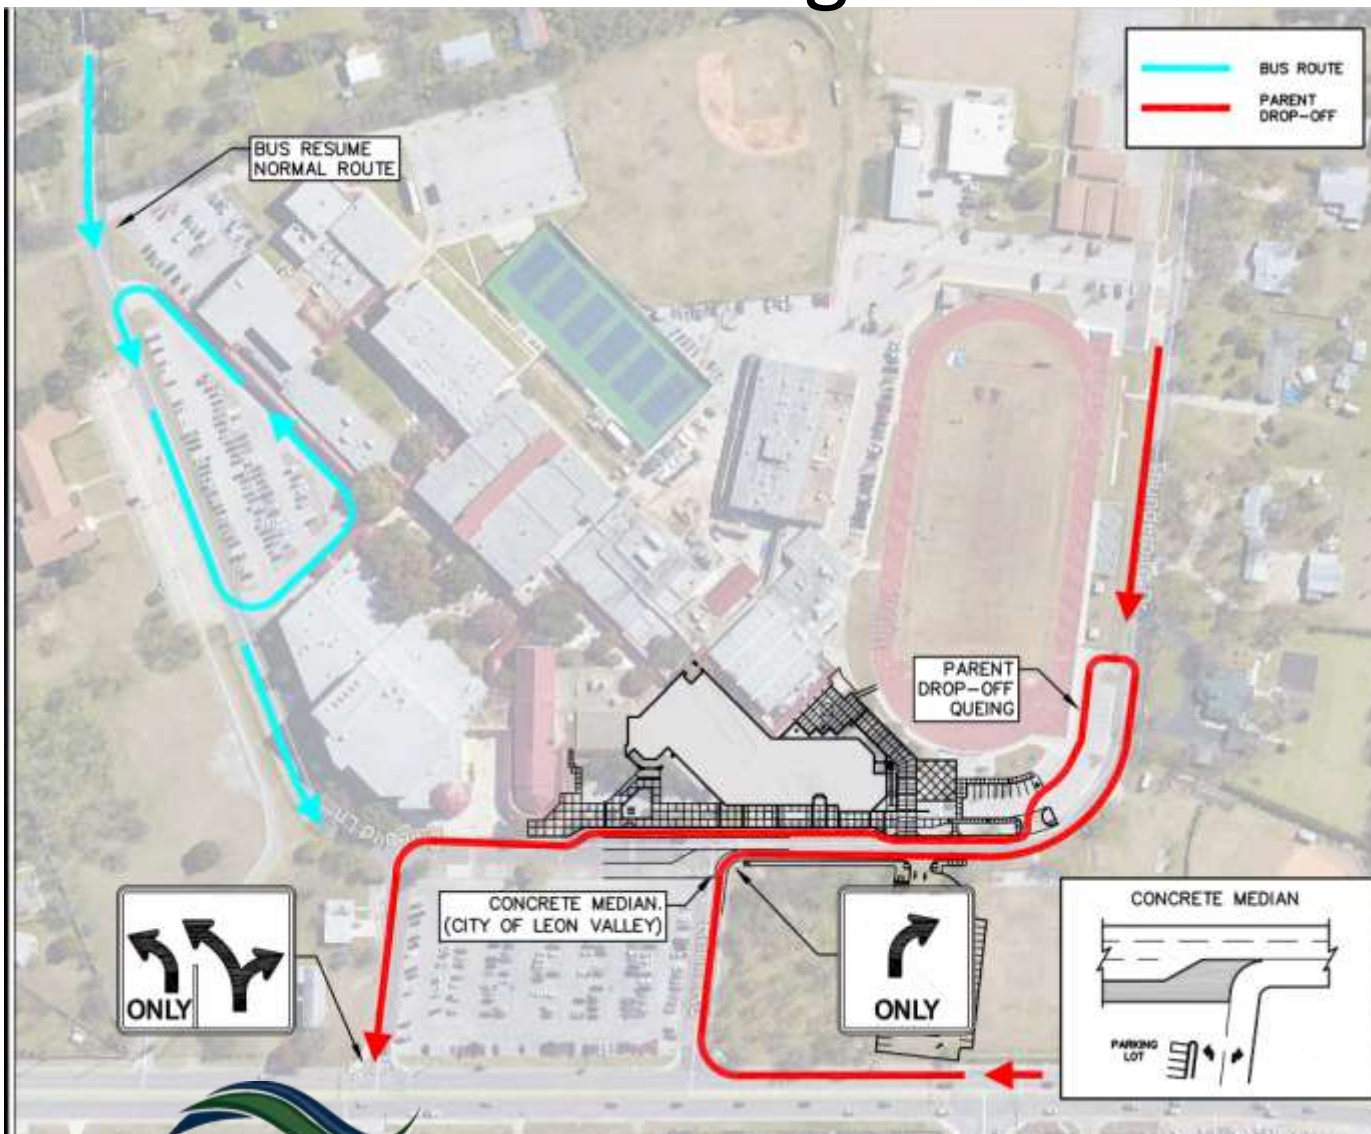 BUS ROUTE
PARENT
DROP-OFF
BUS RESUME
NORMAL ROUTE
PARENT
DROP-OFF
QUEING
CONCRETE MEDIAN.
(CITY OF LEON VALLEY)
ONLY
ONLY
CONCRETE MEDIAN
PARKING
LOT